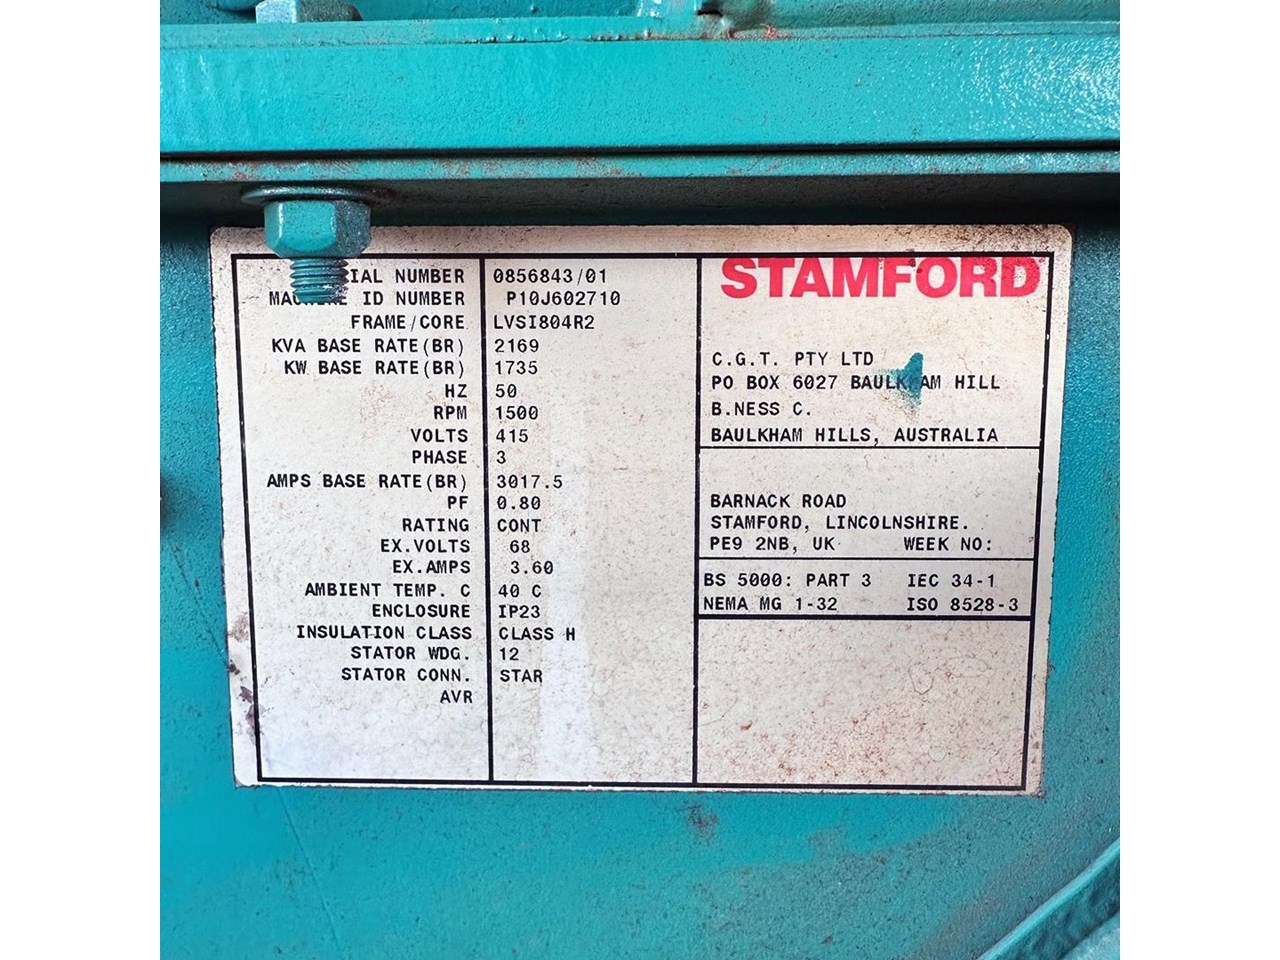 SERIAL NUMBER 0856843/01
MACHINE ID NUMBER P10J602710
FRAME/CORE LVSI804R2
KVA BASE RATE(BR) 2169
KW BASE RATE(BR) 1735
HZ 50
RPM 1500
VOLTS 415
PHASE 3
AMPS BASE RATE(BR) 3017.5
PF 0.80
RATING CONT
EX.VOLTS 68
EX.AMPS 3.60
AMBIENT TEMP. C 40 C
ENCLOSURE IP23
INSULATION CLASS CLASS H
STATOR WDG. 12
STATOR CONN. STAR
AVR
STAMFORD
C.G.T. PTY LTD
PO BOX 6027 BAULKHAM HILL
B.NESS C.
BAULKHAM HILLS, AUSTRALIA
BARNACK ROAD
STAMFORD, LINCOLNSHIRE.
PE9 2NB, UK WEEK NO:
BS 5000: PART 3 IEC 34-1
NEMA MG 1-32 ISO 8528-3